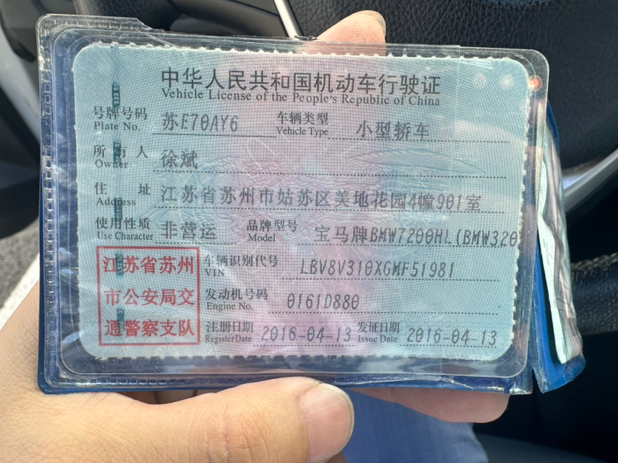 中华人民共和国机动车行驶证
Vehicle License of the People's Republic of China
号牌号码 苏E70AY6 车辆类型 小型轿车
Plate No. Vehicle Type
所有人 徐斌
Owner
住址 江苏省苏州市姑苏区美地花园4幢901室
Address
使用性质 非营运 品牌型号 宝马牌BMW7200HL(BMW320
Use Character Model
江苏省苏州 车辆识别代号 LBV8V310XGMF51981
VIN
市公安局交 发动机号码 0161D880
Engine No.
通警察支队 注册日期 2016-04-13 发证日期 2016-04-13
Register Date Issue Date